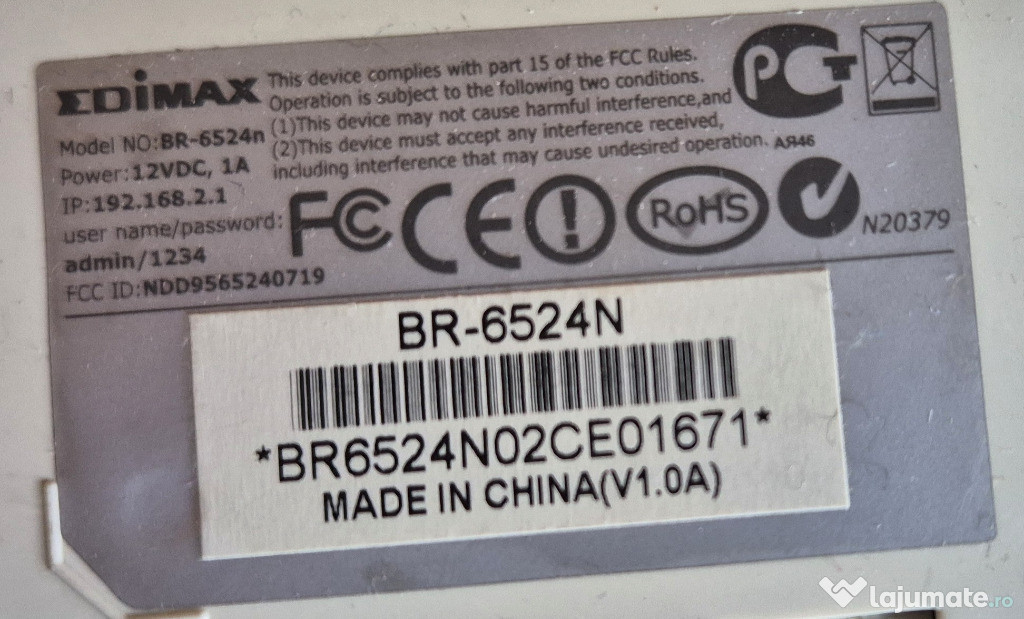 EDiMAX
Model NO:BR-6524n
Power:12VDC, 1A
IP:192.168.2.1
user name/password:
admin/1234
FCC ID:NDD9565240719
This device complies with part 15 of the FCC Rules.
Operation is subject to the following two conditions.
(1)This device may not cause harmful interference,and
(2)This device must accept any interference received,
including interference that may cause undesired operation.
РСТ
АЯ46
FC CE
RoHS
N20379
BR-6524N
*BR6524N02CE01671*
MADE IN CHINA(V1.0A)
lajumate.ro